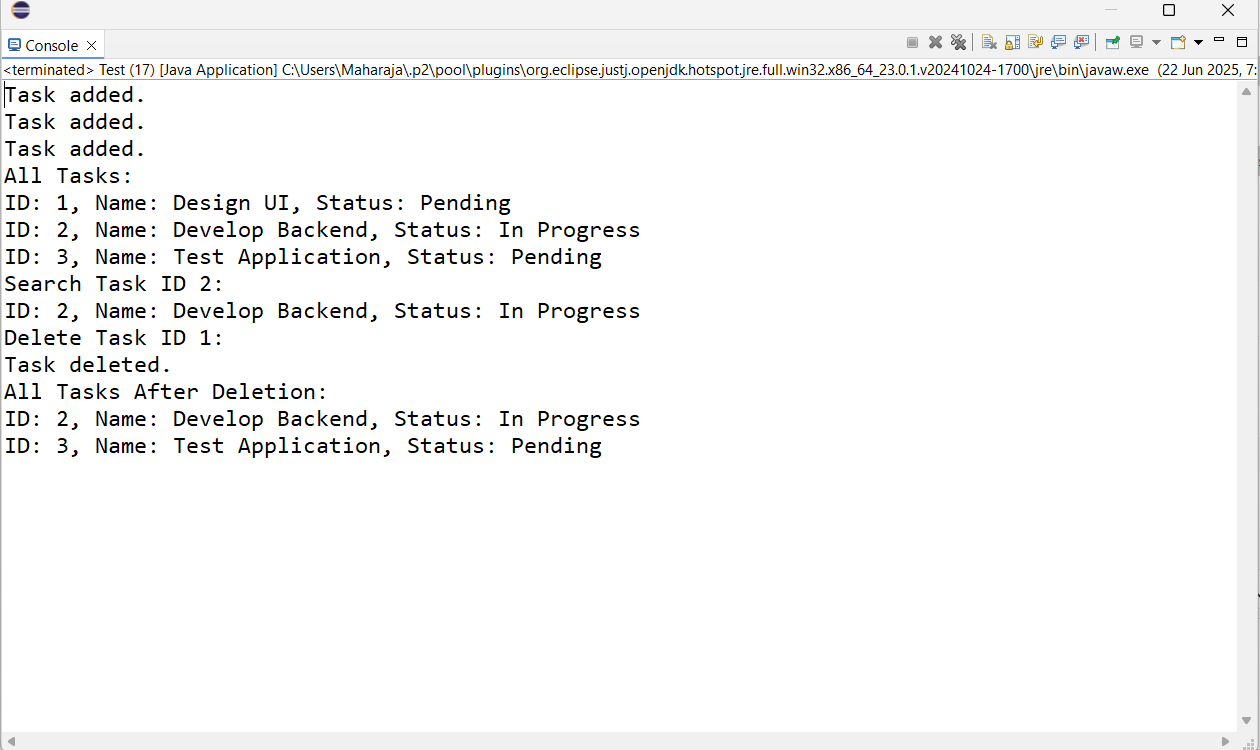 Console
<terminated> Test (17) [Java Application] C:\Users\Maharaja\.p2\pool\plugins\org.eclipse.justj.openjdk.hotspot.jre.full.win32.x86_64_23.0.1.v20241024-1700\jre\bin\javaw.exe (22 Jun 2025, 7:
Task added.
Task added.
Task added.
All Tasks:
ID: 1, Name: Design UI, Status: Pending
ID: 2, Name: Develop Backend, Status: In Progress
ID: 3, Name: Test Application, Status: Pending
Search Task ID 2:
ID: 2, Name: Develop Backend, Status: In Progress
Delete Task ID 1:
Task deleted.
All Tasks After Deletion:
ID: 2, Name: Develop Backend, Status: In Progress
ID: 3, Name: Test Application, Status: Pending